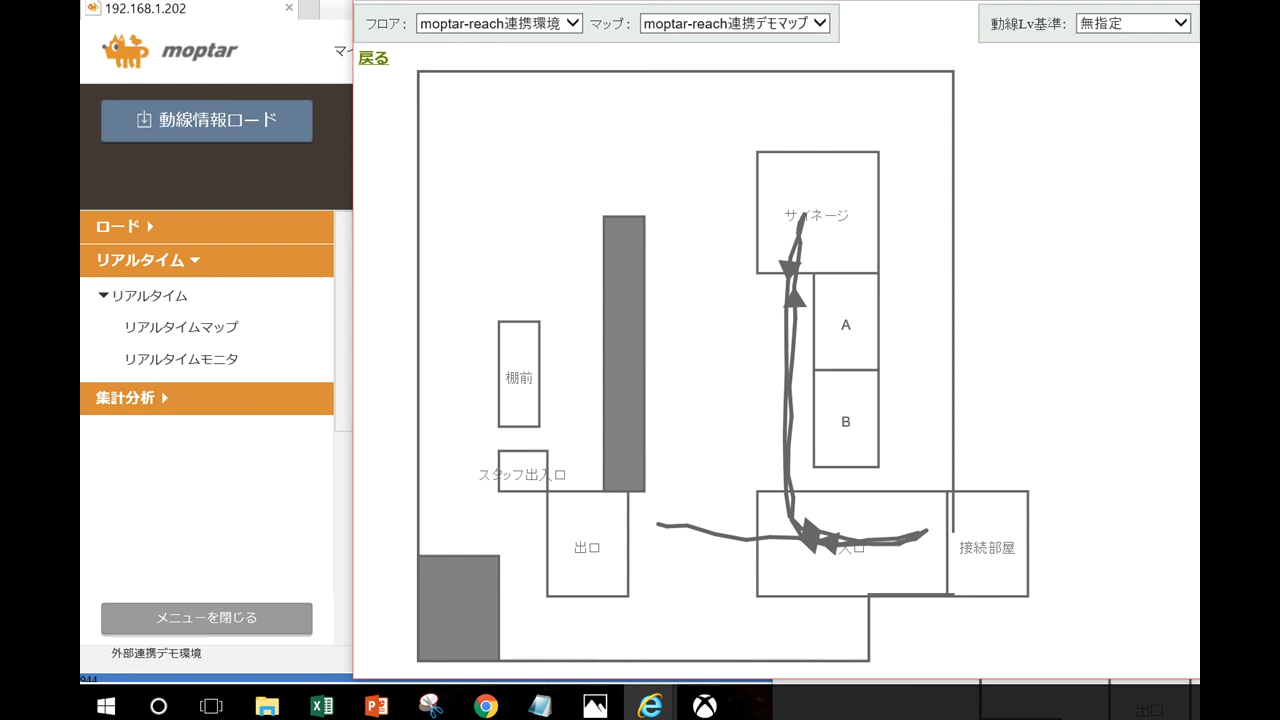 192.168.1.202
×
フロア： moptar-reach連携環境 マップ： moptar-reach連携デモマップ
動線Lv基準: 無指定
moptar
マイ
戻る
動線情報ロード
ロード
リアルタイム
リアルタイム
リアルタイムマップ
リアルタイムモニタ
集計分析
サイネージ
A
棚前
B
スタッフ出入口
出口
入口
接続部屋
メニューを閉じる
外部連携デモ環境
944
出口